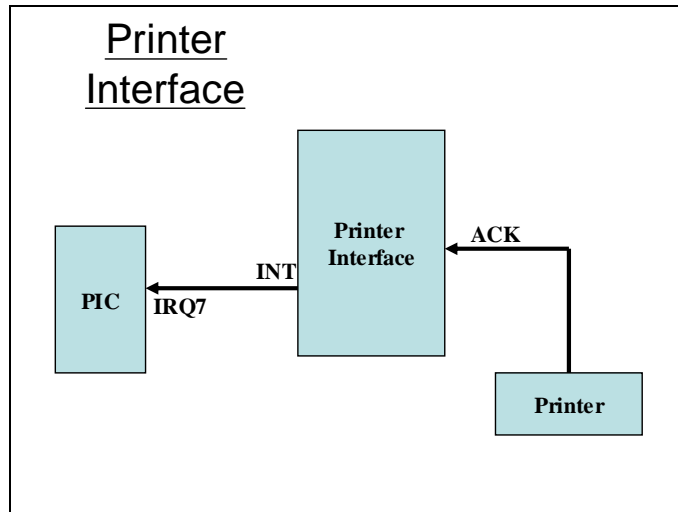 Printer
Interface
Printer
Interface
ACK
INT
PIC
IRQ7
Printer